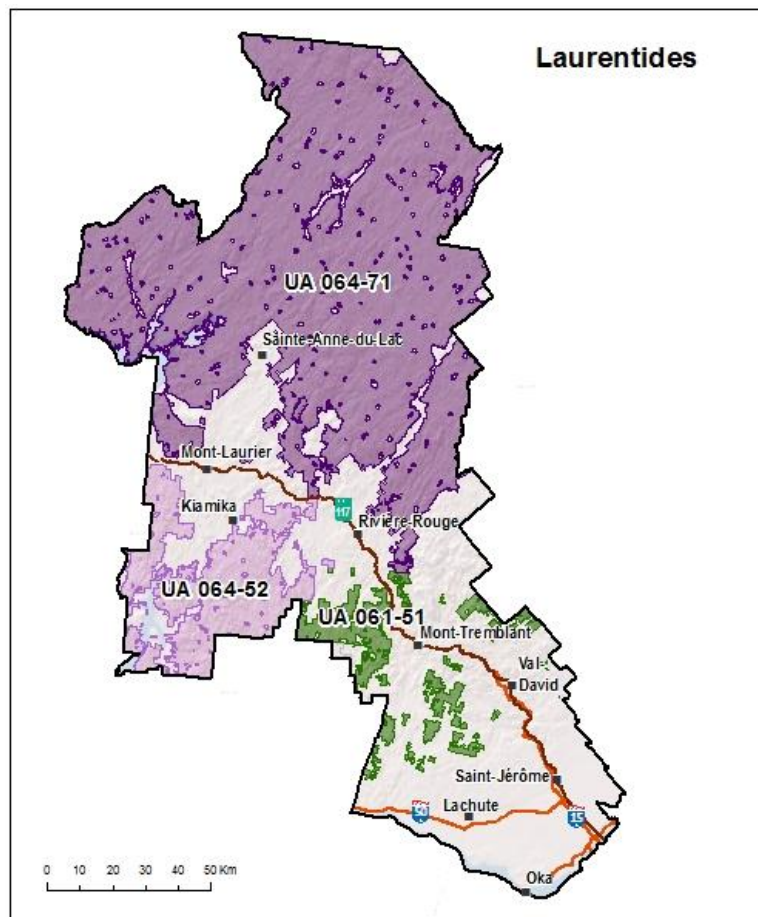 Laurentides
UA 064-71
Sainte-Anne-du-Lac
Mont-Laurier
Kiamika
117
Rivière-Rouge
UA 064-52
UA 061-51
Mont-Tremblant
Val-
David
Saint-Jérôme
Lachute
50
15
Oka
0 10 20 30 40 50 Km